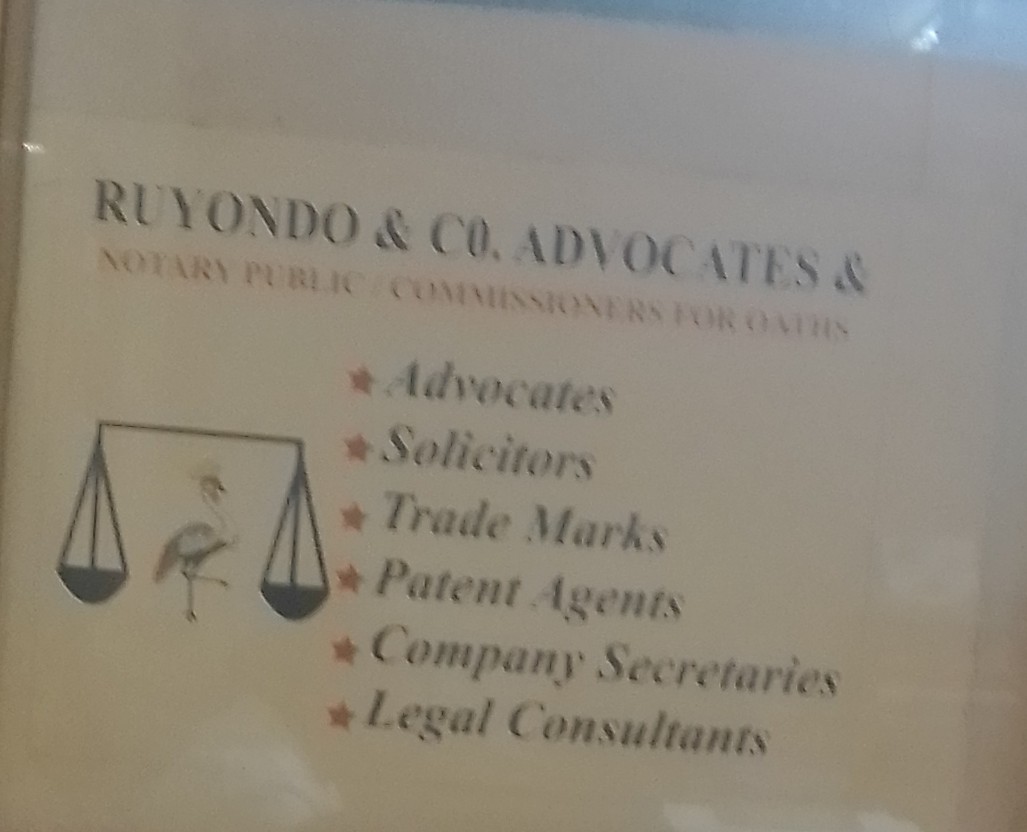 RUYONDO & C0. ADVOCATES &
NOTARY PUBLIC / COMMISSIONERS FOR OATHS
Advocates
Solicitors
Trade Marks
Patent Agents
Company Secretaries
Legal Consultants